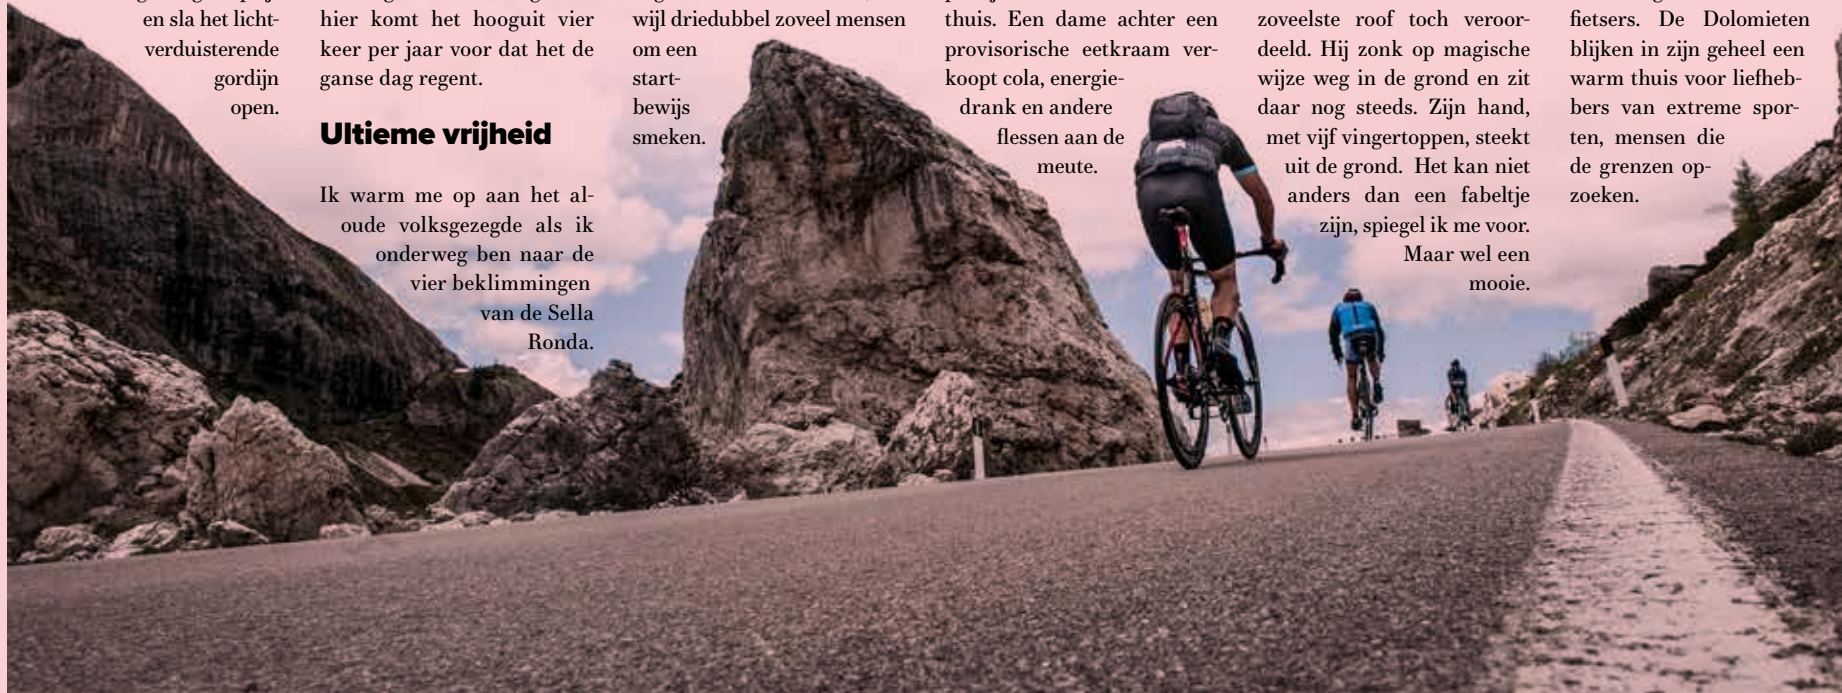 en sla het licht-
verduisterende
gordijn
open.
hier komt het hooguit vier
keer per jaar voor dat het de
ganse dag regent.
Ultieme vrijheid
Ik warm me op aan het al-
oude volksgezegde als ik
onderweg ben naar de
vier beklimmingen
van de Sella
Ronda.
wijl driedubbel zoveel mensen
om een
start-
bewijs
smeken.
thuis. Een dame achter een
provisorische eetkraam ver-
koopt cola, energie-
drank en andere
flessen aan de
meute.
zoveelste roof toch veroor-
deeld. Hij zonk op magische
wijze weg in de grond en zit
daar nog steeds. Zijn hand,
met vijf vingertoppen, steekt
uit de grond. Het kan niet
anders dan een fabeltje
zijn, spiegel ik me voor.
Maar wel een
mooie.
fietsers. De Dolomieten
blijken in zijn geheel een
warm thuis voor liefheb-
bers van extreme spor-
ten, mensen die
de grenzen op-
zoeken.